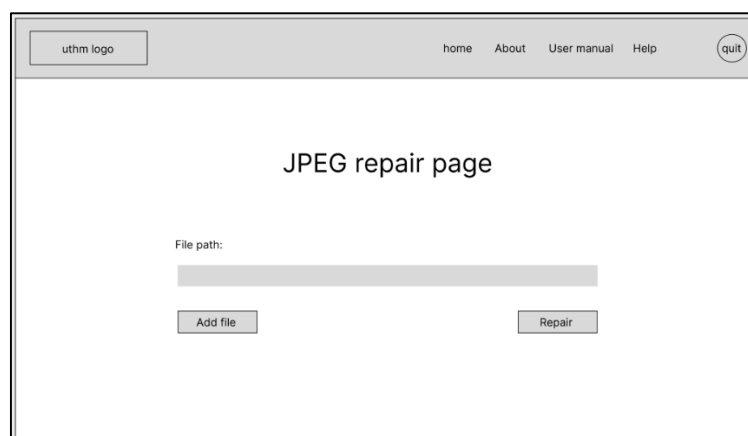 uthm logo home About User manual Help quit
JPEG repair page
File path:
Add file Repair